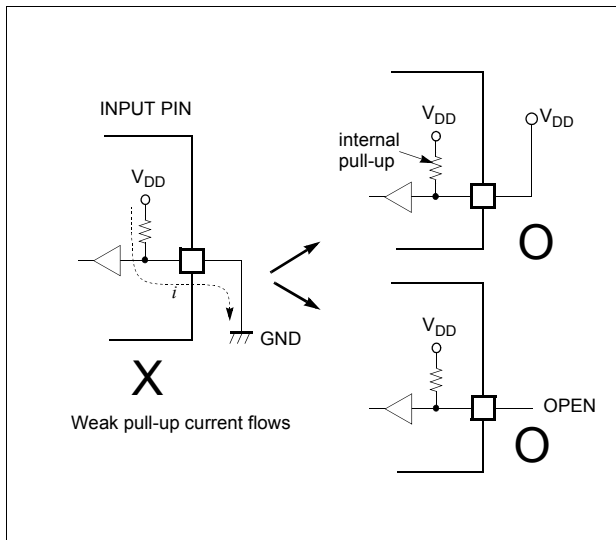 INPUT PIN
VDD
i
GND
X
Weak pull-up current flows
VDD
VDD
internal
pull-up
O
VDD
OPEN
O